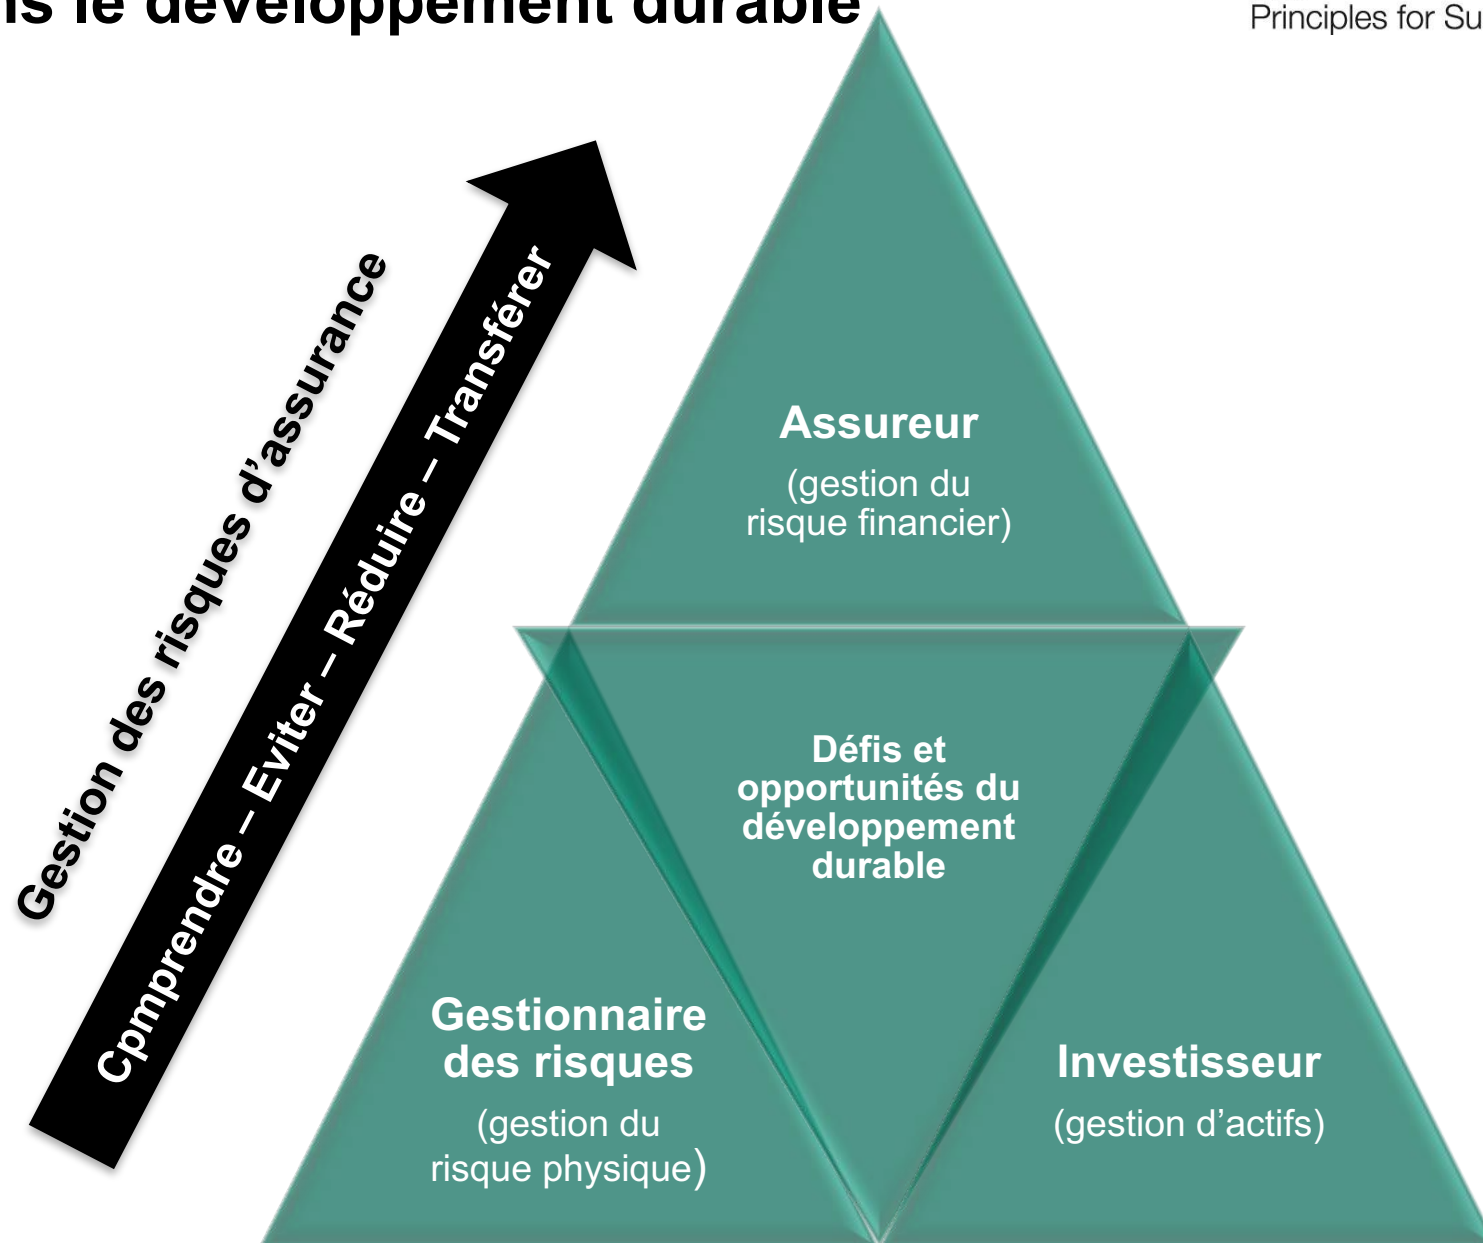 ns le développement durable
Principles for Su
Gestion des risques d'assurance
Cpmprendre – Eviter – Réduire – Transférer
Assureur
(gestion du
risque financier)
Défis et
opportunités du
développement
durable
Gestionnaire
des risques
(gestion du
risque physique)
Investisseur
(gestion d’actifs)